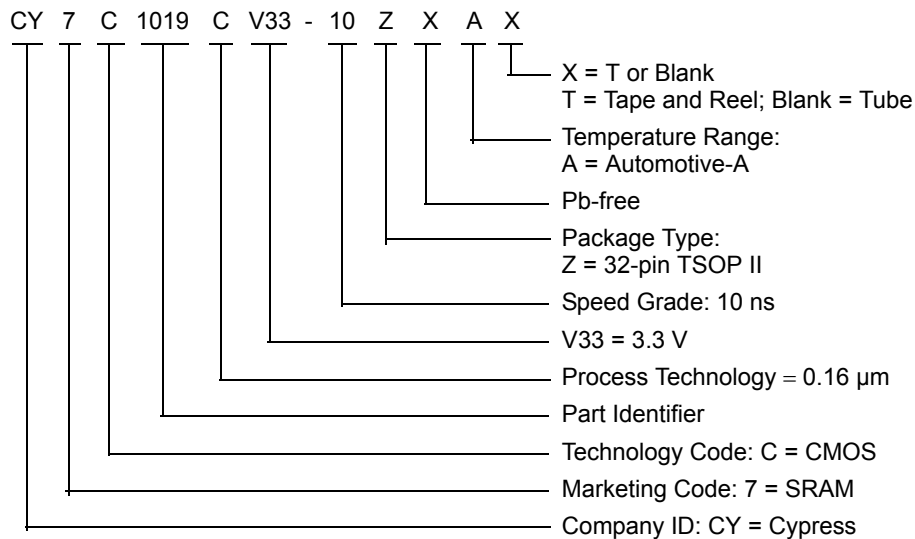 CY 7 C 1019 C V33 - 10 Z X A X
X = T or Blank
T = Tape and Reel; Blank = Tube
Temperature Range:
A = Automotive-A
Pb-free
Package Type:
Z = 32-pin TSOP II
Speed Grade: 10 ns
V33 = 3.3 V
Process Technology = 0.16 µm
Part Identifier
Technology Code: C = CMOS
Marketing Code: 7 = SRAM
Company ID: CY = Cypress